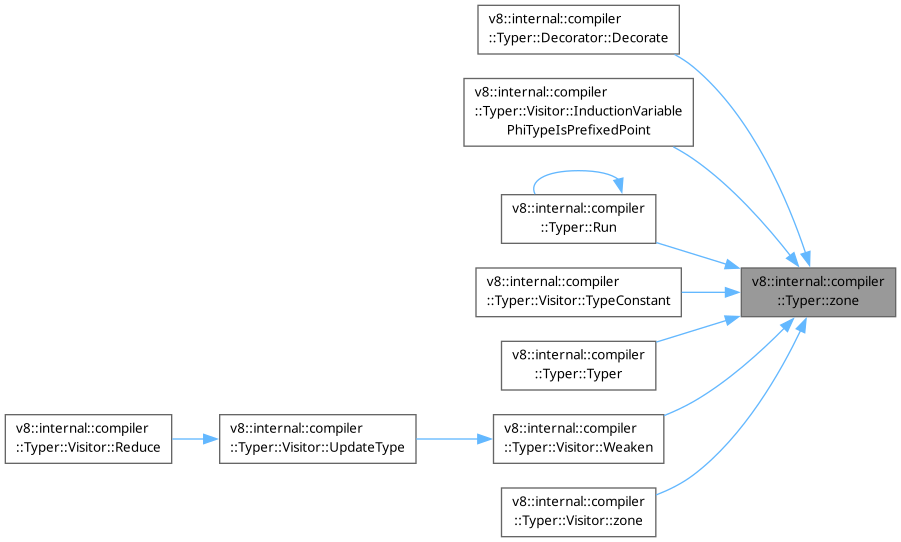 v8::internal::compiler
::Typer::Decorator::Decorate
v8::internal::compiler
::Typer::Visitor::InductionVariable
PhiTypeIsPrefixedPoint
v8::internal::compiler
::Typer::Run
v8::internal::compiler
::Typer::zone
v8::internal::compiler
::Typer::Visitor::TypeConstant
v8::internal::compiler
::Typer::Typer
v8::internal::compiler
::Typer::Visitor::Reduce
v8::internal::compiler
::Typer::Visitor::UpdateType
v8::internal::compiler
::Typer::Visitor::Weaken
v8::internal::compiler
::Typer::Visitor::zone